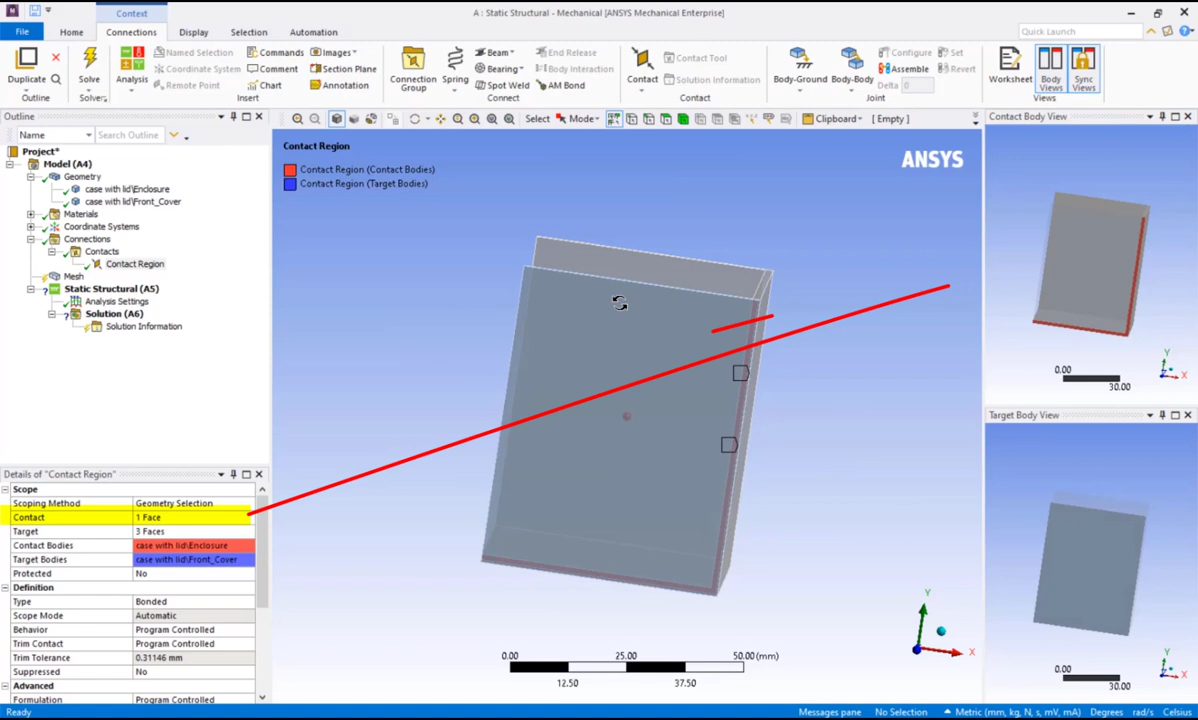 Context
A : Static Structural - Mechanical [ANSYS Mechanical Enterprise]
File
Home
Connections
Display
Selection
Automation
Quick Launch
Duplicate
Outline
Solve
Solver
Analysis
Named Selection
Coordinate System
Remote Point
Commands
Comment
Chart
Images
Section Plane
Annotation
Insert
Connection Group
Spring
Beam
Bearing
Spot Weld
End Release
Body Interaction
AM Bond
Connect
Contact
Contact Tool
Solution Information
Contact
Body-Ground
Body-Body
Configure
Assemble
Delta 0
Set
Revert
Joint
Worksheet
Body Views
Sync Views
Views
Outline
Name
Search Outline
Project*
Model (A4)
Geometry
case with lid\Enclosure
case with lid\Front_Cover
Materials
Coordinate Systems
Connections
Contacts
Contact Region
Mesh
Static Structural (A5)
Analysis Settings
Solution (A6)
Solution Information
Select
Mode
Clipboard
[ Empty ]
Contact Region
Contact Region (Contact Bodies)
Contact Region (Target Bodies)
ANSYS
0.00 25.00 50.00 (mm)
12.50 37.50
Y
X
Contact Body View
0.00
30.00
Y
Z X
Target Body View
0.00
30.00
Y
Z X
Details of "Contact Region"
Scope
Scoping Method Geometry Selection
Contact 1 Face
Target 3 Faces
Contact Bodies case with lid\Enclosure
Target Bodies case with lid\Front_Cover
Protected No
Definition
Type Bonded
Scope Mode Automatic
Behavior Program Controlled
Trim Contact Program Controlled
Trim Tolerance 0.31146 mm
Suppressed No
Advanced
Formulation Program Controlled
Ready
Messages pane
No Selection
Metric (mm, kg, N, s, mV, mA)
Degrees
rad/s
Celsius